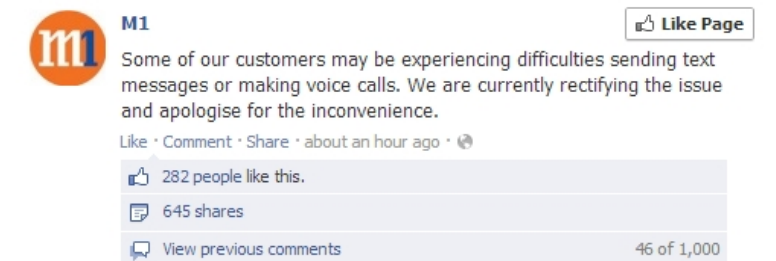 m1
M1
Like Page
Some of our customers may be experiencing difficulties sending text
messages or making voice calls. We are currently rectifying the issue
and apologise for the inconvenience.
Like · Comment · Share · about an hour ago ·
282 people like this.
645 shares
View previous comments 46 of 1,000